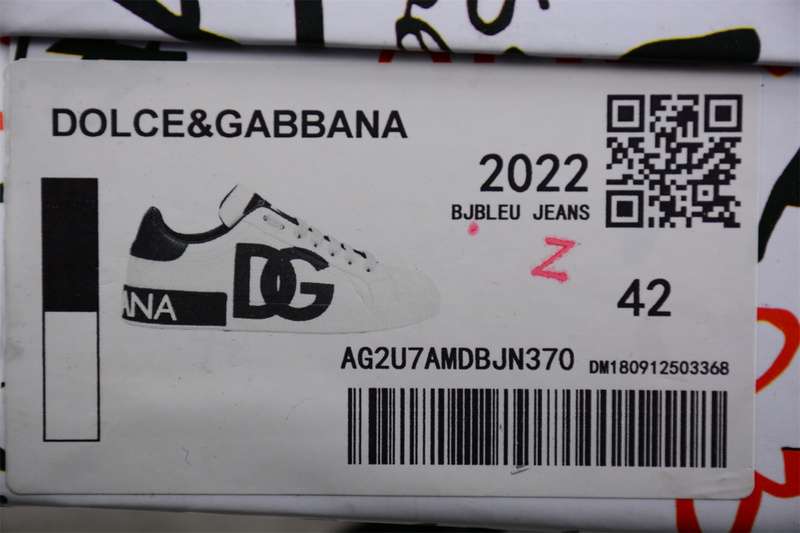 DOLCE&GABBANA
2022
BJBLEU JEANS
Z
DG
ANA
42
AG2U7AMDBJN370 DM180912503368